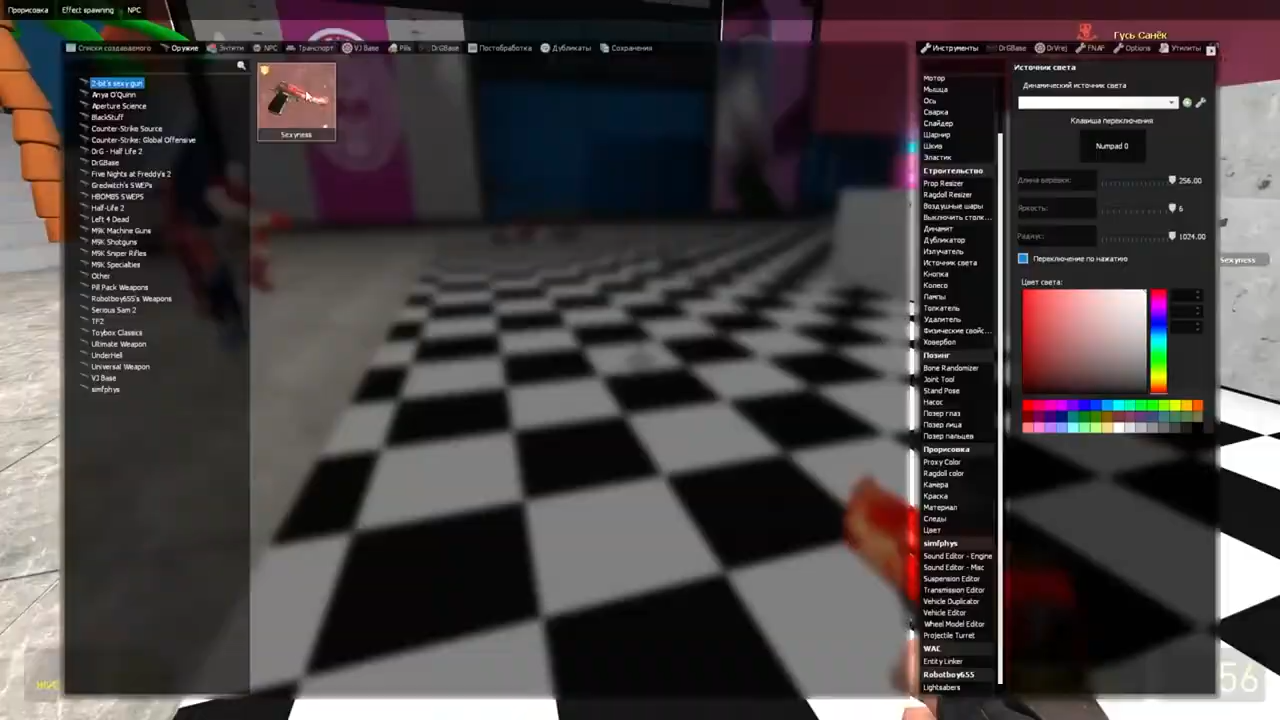 Прорисовка Effect spawning NPC
Гусь Санёк
Списки создаваемого Оружие Энтити NPC Транспорт VJ Base Pills DrGBase Постобработка Дубликаты Сохранения
2-bit's sexy gun
Anya O'Quinn
Aperture Science
BlackStuff
Counter-Strike Source
Counter-Strike: Global Offensive
DrG - Half Life 2
DrGBase
Five Nights at Freddy's 2
Gredwitch's SWEPs
HBOMBS SWEPS
Half-Life 2
Left 4 Dead
M9K Machine Guns
M9K Shotguns
M9K Sniper Rifles
M9K Specialties
Other
Pill Pack Weapons
Robotboy655's Weapons
Serious Sam 2
TF2
Toybox Classics
Ultimate Weapon
UnderHell
Universal Weapon
VJ Base
simfphys
Sexyness
Инструменты DrGBase DrVrej FNAF Options Утилиты
Мотор
Мышца
Ось
Сварка
Слайдер
Шарнир
Шкив
Эластик
Строительство
Prop Resizer
Ragdoll Resizer
Воздушные шары
Выключить столк...
Динамит
Дубликатор
Излучатель
Источник света
Кнопка
Колесо
Лампы
Толкатель
Удалитель
Физические свойс...
Ховербол
Позинг
Bone Randomizer
Joint Tool
Stand Pose
Насос
Позер глаз
Позер лица
Позер пальцев
Прорисовка
Proxy Color
Ragdoll color
Камера
Краска
Материал
Следы
Цвет
simfphys
Sound Editor - Engine
Sound Editor - Misc
Suspension Editor
Transmission Editor
Vehicle Duplicator
Vehicle Editor
Wheel Model Editor
Projectile Turret
WAC
Entity Linker
Robotboy655
Lightsabers
Источник света
Динамический источник света
Клавиша переключения
Numpad 0
Длина верёвки: 256.00
Яркость: 6
Радиус: 1024.00
Переключение по нажатию
Цвет света:
Sexyness
56